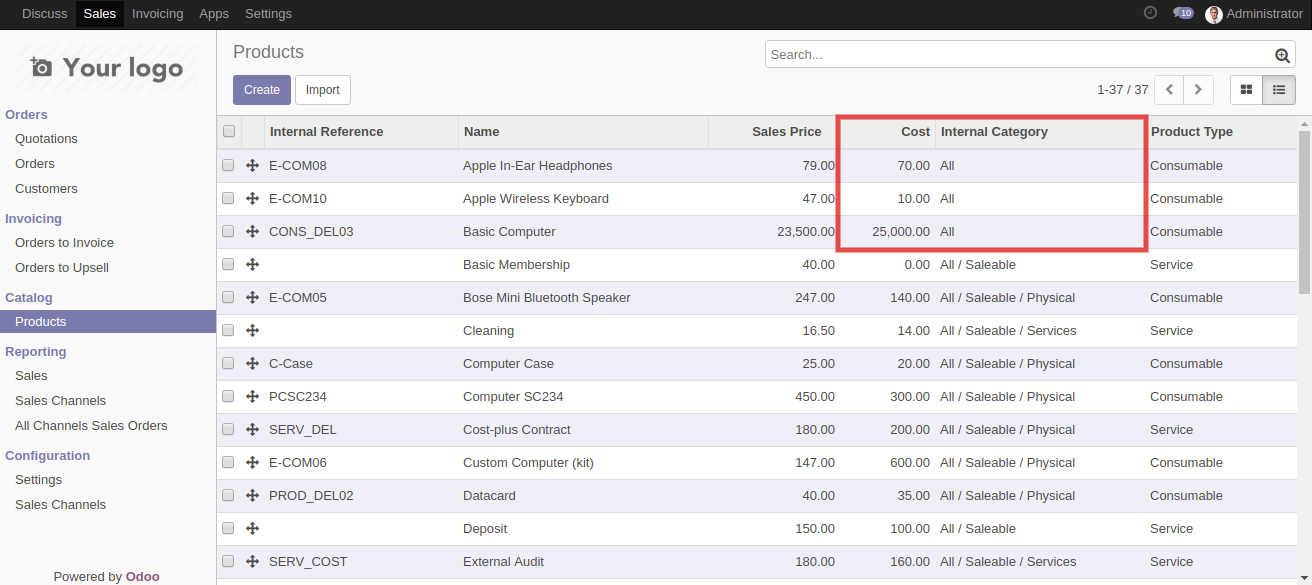 Discuss Sales Invoicing Apps Settings 10 Administrator
Your logo
Products
Search...
Create Import
1-37 / 37
Orders
Quotations
Orders
Customers
Invoicing
Orders to Invoice
Orders to Upsell
Catalog
Products
Reporting
Sales
Sales Channels
All Channels Sales Orders
Configuration
Settings
Sales Channels
Powered by Odoo
Internal Reference Name Sales Price Cost Internal Category Product Type
E-COM08 Apple In-Ear Headphones 79.00 70.00 All Consumable
E-COM10 Apple Wireless Keyboard 47.00 10.00 All Consumable
CONS_DEL03 Basic Computer 23,500.00 25,000.00 All Consumable
Basic Membership 40.00 0.00 All / Saleable Service
E-COM05 Bose Mini Bluetooth Speaker 247.00 140.00 All / Saleable / Physical Consumable
Cleaning 16.50 14.00 All / Saleable / Services Service
C-Case Computer Case 25.00 20.00 All / Saleable / Physical Consumable
PCSC234 Computer SC234 450.00 300.00 All / Saleable / Physical Consumable
SERV_DEL Cost-plus Contract 180.00 200.00 All / Saleable / Physical Service
E-COM06 Custom Computer (kit) 147.00 600.00 All / Saleable / Physical Consumable
PROD_DEL02 Datacard 40.00 35.00 All / Saleable / Physical Consumable
Deposit 150.00 100.00 All / Saleable Service
SERV_COST External Audit 180.00 160.00 All / Saleable / Services Service